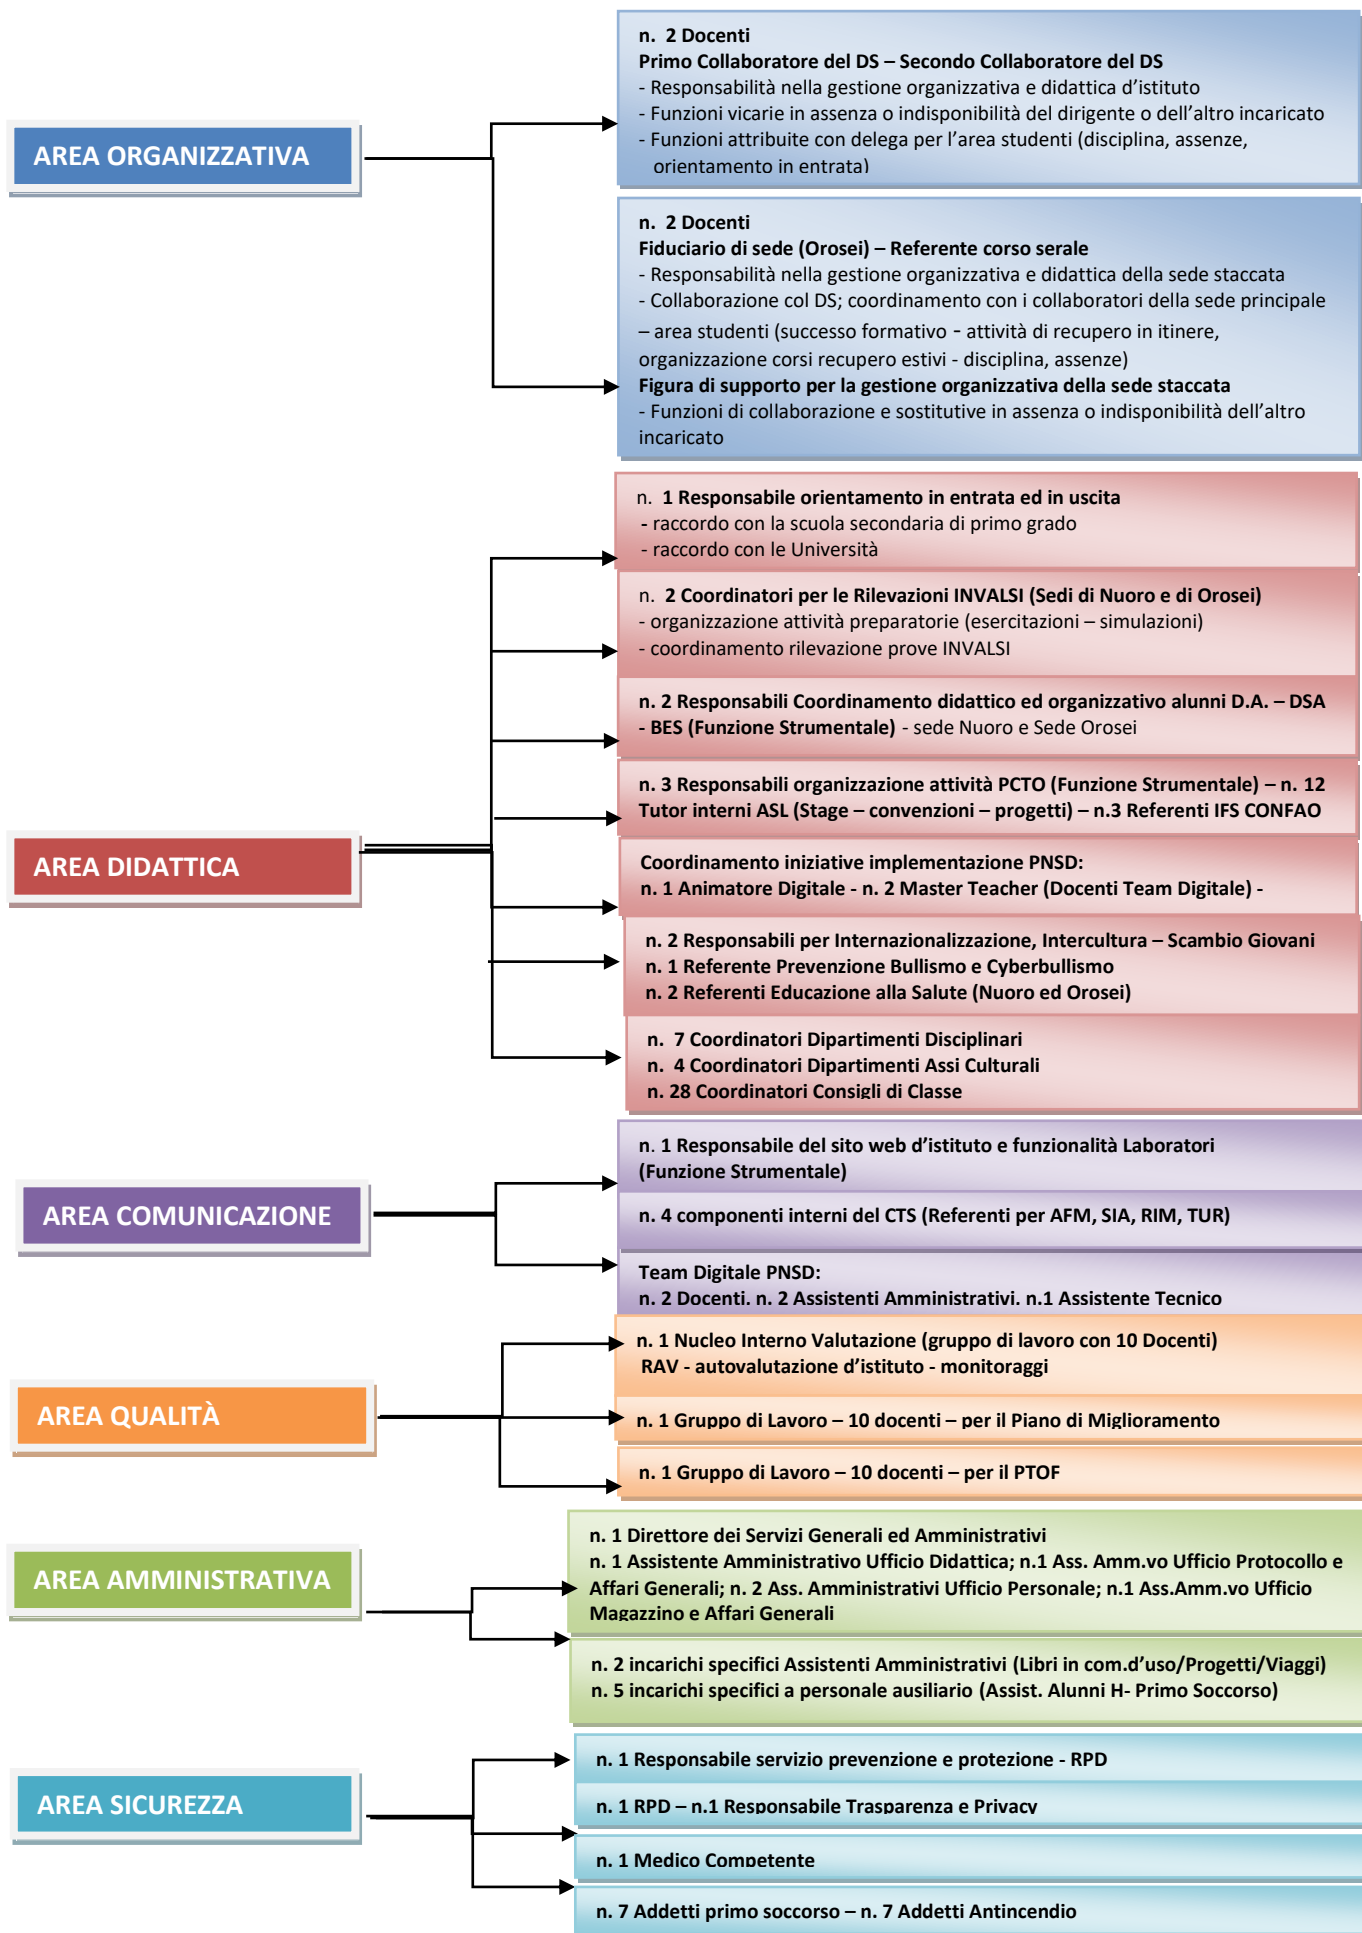 AREA ORGANIZZATIVA
n. 2 Docenti
Primo Collaboratore del DS – Secondo Collaboratore del DS
- Responsabilità nella gestione organizzativa e didattica d’istituto
- Funzioni vicarie in assenza o indisponibilità del dirigente o dell’altro incaricato
- Funzioni attribuite con delega per l’area studenti (disciplina, assenze,
orientamento in entrata)
n. 2 Docenti
Fiduciario di sede (Orosei) – Referente corso serale
- Responsabilità nella gestione organizzativa e didattica della sede staccata
- Collaborazione col DS; coordinamento con i collaboratori della sede principale
– area studenti (successo formativo - attività di recupero in itinere,
organizzazione corsi recupero estivi - disciplina, assenze)
Figura di supporto per la gestione organizzativa della sede staccata
- Funzioni di collaborazione e sostitutive in assenza o indisponibilità dell’altro
incaricato
AREA DIDATTICA
n. 1 Responsabile orientamento in entrata ed in uscita
- raccordo con la scuola secondaria di primo grado
- raccordo con le Università
n. 2 Coordinatori per le Rilevazioni INVALSI (Sedi di Nuoro e di Orosei)
- organizzazione attività preparatorie (esercitazioni – simulazioni)
- coordinamento rilevazione prove INVALSI
n. 2 Responsabili Coordinamento didattico ed organizzativo alunni D.A. – DSA
- BES (Funzione Strumentale) - sede Nuoro e Sede Orosei
n. 3 Responsabili organizzazione attività PCTO (Funzione Strumentale) – n. 12
Tutor interni ASL (Stage – convenzioni – progetti) – n.3 Referenti IFS CONFAO
Coordinamento iniziative implementazione PNSD:
n. 1 Animatore Digitale - n. 2 Master Teacher (Docenti Team Digitale) -
n. 2 Responsabili per Internazionalizzazione, Intercultura – Scambio Giovani
n. 1 Referente Prevenzione Bullismo e Cyberbullismo
n. 2 Referenti Educazione alla Salute (Nuoro ed Orosei)
n. 7 Coordinatori Dipartimenti Disciplinari
n. 4 Coordinatori Dipartimenti Assi Culturali
n. 28 Coordinatori Consigli di Classe
AREA COMUNICAZIONE
n. 1 Responsabile del sito web d’istituto e funzionalità Laboratori
(Funzione Strumentale)
n. 4 componenti interni del CTS (Referenti per AFM, SIA, RIM, TUR)
Team Digitale PNSD:
n. 2 Docenti. n. 2 Assistenti Amministrativi. n.1 Assistente Tecnico
AREA QUALITÀ
n. 1 Nucleo Interno Valutazione (gruppo di lavoro con 10 Docenti)
RAV - autovalutazione d’istituto - monitoraggi
n. 1 Gruppo di Lavoro – 10 docenti – per il Piano di Miglioramento
n. 1 Gruppo di Lavoro – 10 docenti – per il PTOF
AREA AMMINISTRATIVA
n. 1 Direttore dei Servizi Generali ed Amministrativi
n. 1 Assistente Amministrativo Ufficio Didattica; n.1 Ass. Amm.vo Ufficio Protocollo e
Affari Generali; n. 2 Ass. Amministrativi Ufficio Personale; n.1 Ass.Amm.vo Ufficio
Magazzino e Affari Generali
n. 2 incarichi specifici Assistenti Amministrativi (Libri in com.d’uso/Progetti/Viaggi)
n. 5 incarichi specifici a personale ausiliario (Assist. Alunni H- Primo Soccorso)
AREA SICUREZZA
n. 1 Responsabile servizio prevenzione e protezione - RPD
n. 1 RPD – n.1 Responsabile Trasparenza e Privacy
n. 1 Medico Competente
n. 7 Addetti primo soccorso – n. 7 Addetti Antincendio